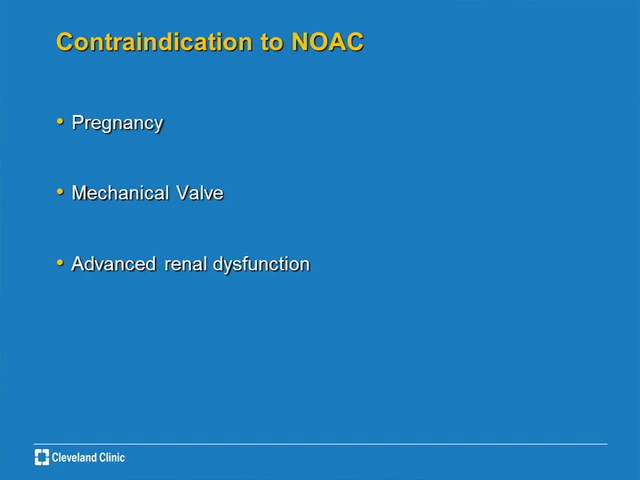 Contraindication to NOAC
• Pregnancy
• Mechanical Valve
• Advanced renal dysfunction
Cleveland Clinic